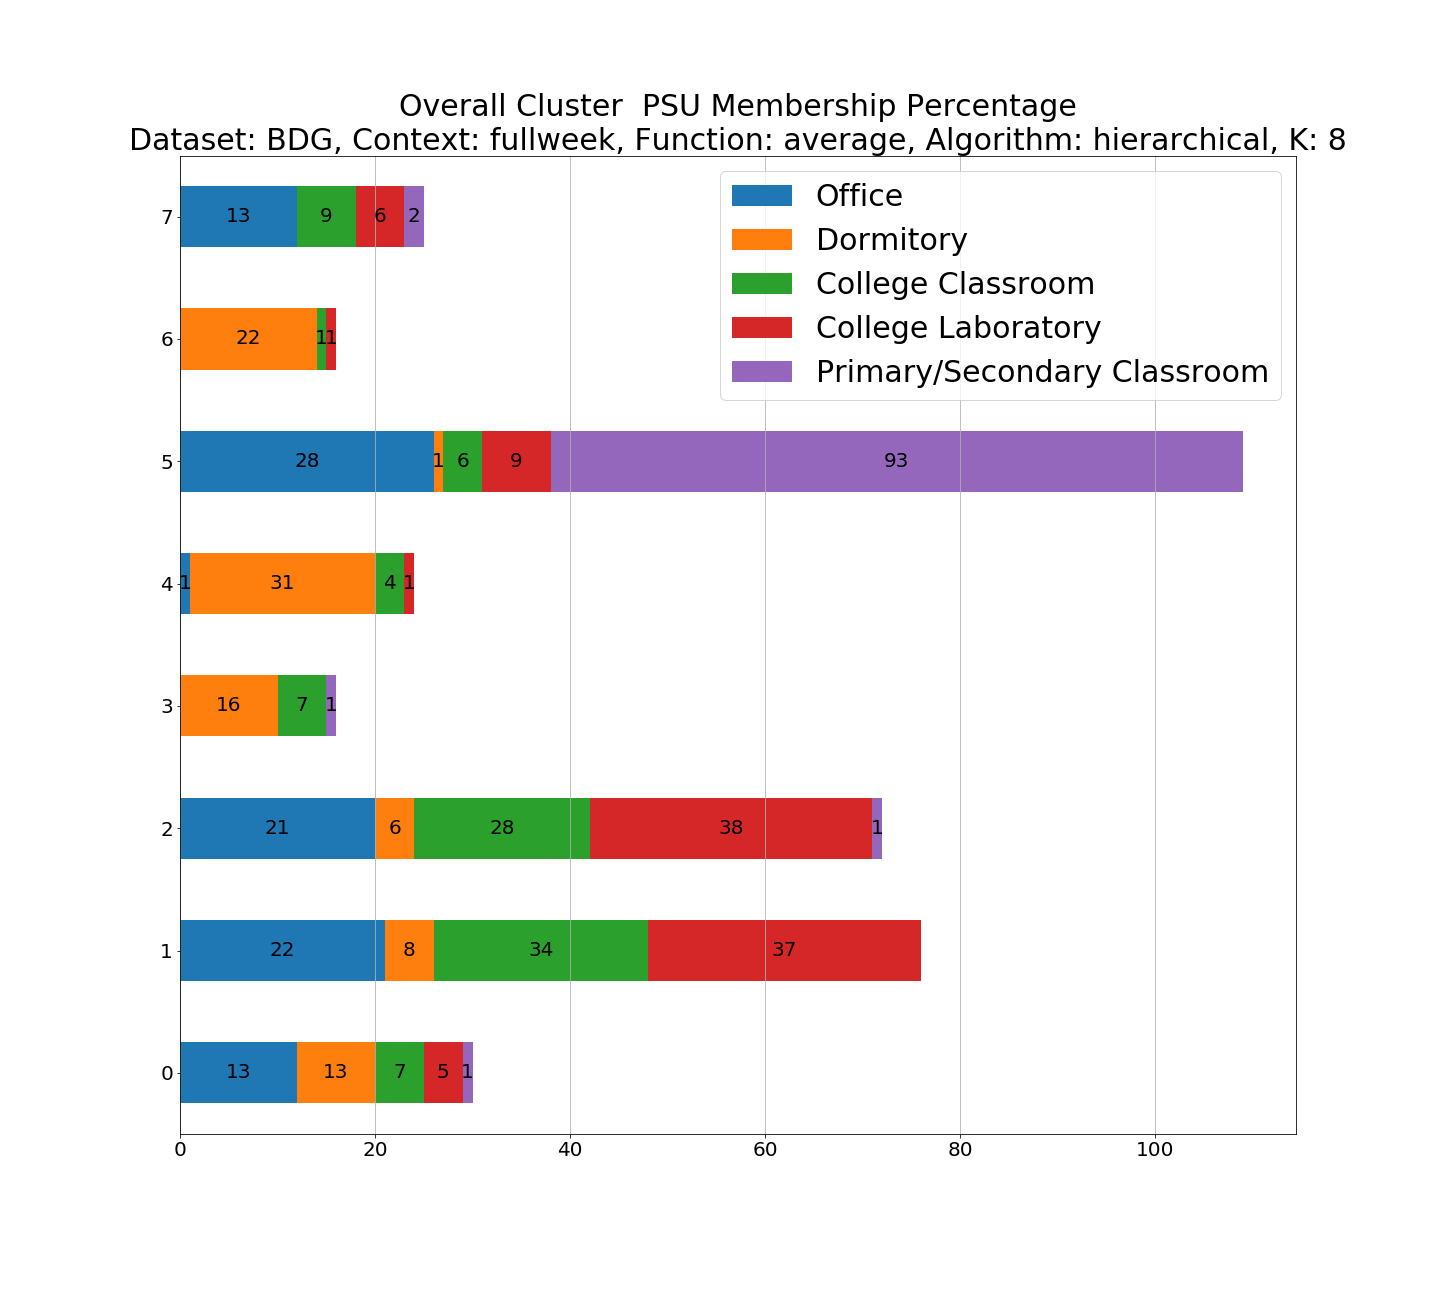 Overall Cluster  PSU Membership Percentage
Dataset: BDG, Context: fullweek, Function: average, Algorithm: hierarchical, K: 8
Office
Dormitory
College Classroom
College Laboratory
Primary/Secondary Classroom
7 13 9 6 2
6 22 1 1
5 28 1 6 9 93
4 1 31 4 1
3 16 7 1
2 21 6 28 38 1
1 22 8 34 37
0 13 13 7 5 1
0 20 40 60 80 100